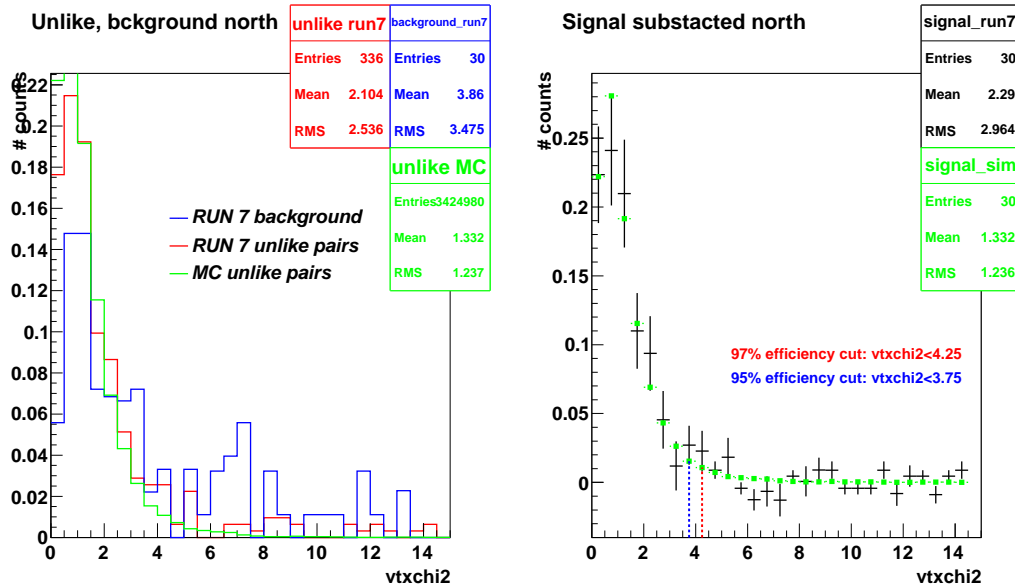 Unlike, bckground north
unlike run7
Entries 336
Mean 2.104
RMS 2.536
background_run7
Entries 30
Mean 3.86
RMS 3.475
unlike MC
Entries 3424980
Mean 1.332
RMS 1.237
# counts
0.22
0.2
0.18
0.16
0.14
0.12
0.1
0.08
0.06
0.04
0.02
0
RUN 7 background
RUN 7 unlike pairs
MC unlike pairs
0 2 4 6 8 10 12 14
vtxchi2
Signal substacted north
signal_run7
Entries 30
Mean 2.29
RMS 2.964
signal_sim
Entries 30
Mean 1.332
RMS 1.236
# counts
0.25
0.2
0.15
0.1
0.05
0
97% efficiency cut: vtxchi2<4.25
95% efficiency cut: vtxchi2<3.75
0 2 4 6 8 10 12 14
vtxchi2